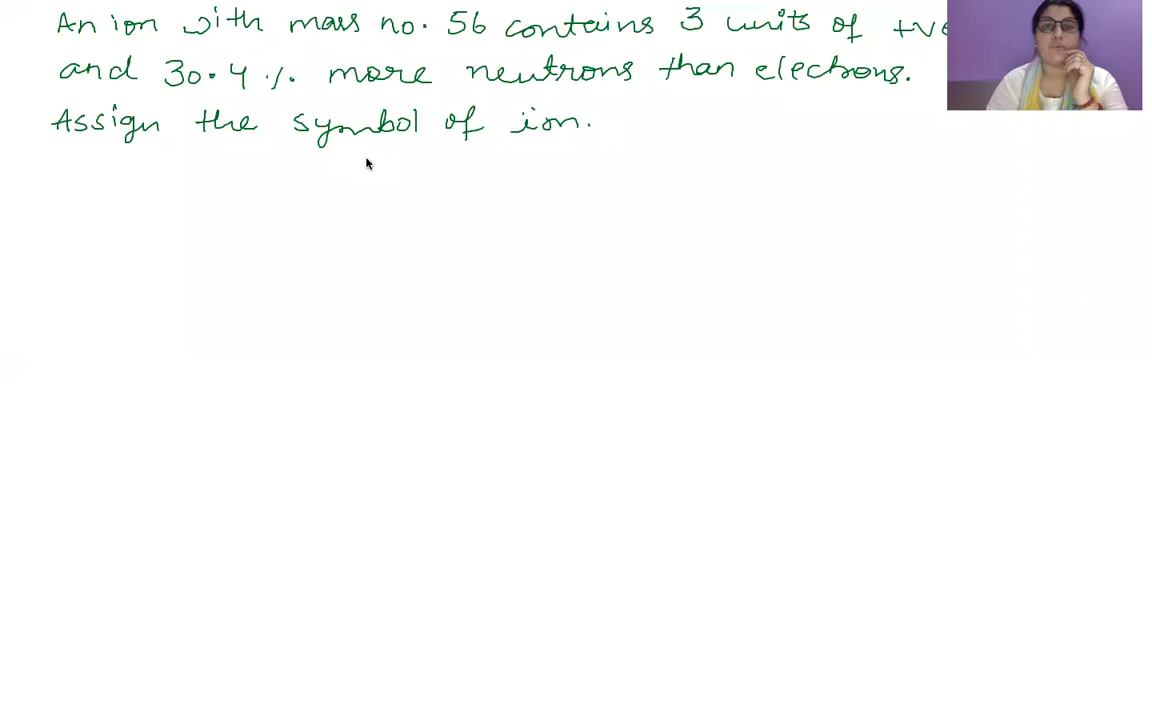 An ion with mass no. 56 contains 3 units of +ve
and 30.4 % more neutrons than electrons.
Assign the symbol of ion.